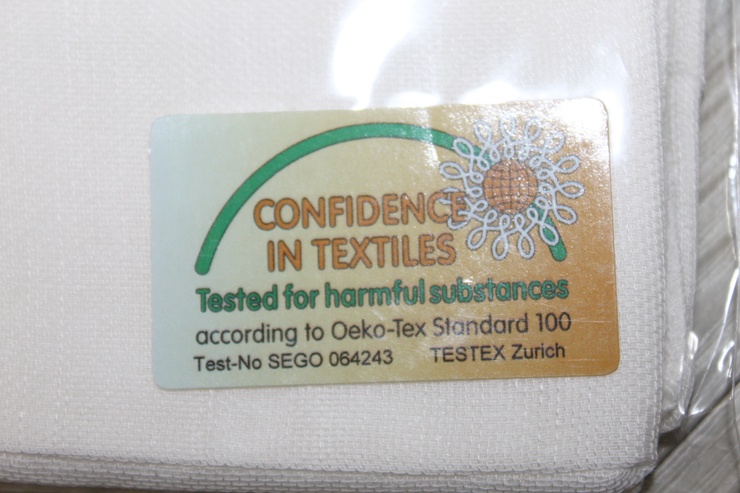 CONFIDENCE
IN TEXTILES
Tested for harmful substances
according to Oeko-Tex Standard 100
Test-No SEGO 064243 TESTEX Zurich